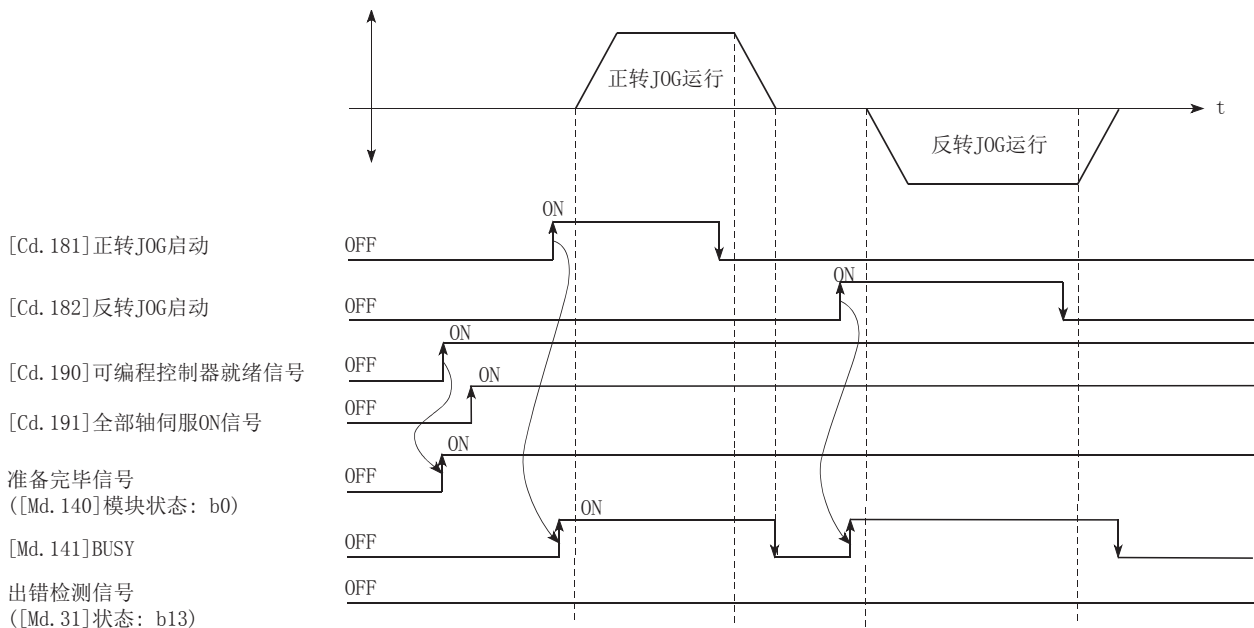 正转JOG运行
t
反转JOG运行
ON
[Cd.181]正转JOG启动
OFF
ON
[Cd.182]反转JOG启动
OFF
ON
[Cd.190]可编程控制器就绪信号
OFF
ON
[Cd.191]全部轴伺服ON信号
OFF
ON
准备完毕信号
([Md.140]模块状态: b0)
OFF
ON
[Md.141]BUSY
OFF
出错检测信号
([Md.31]状态: b13)
OFF